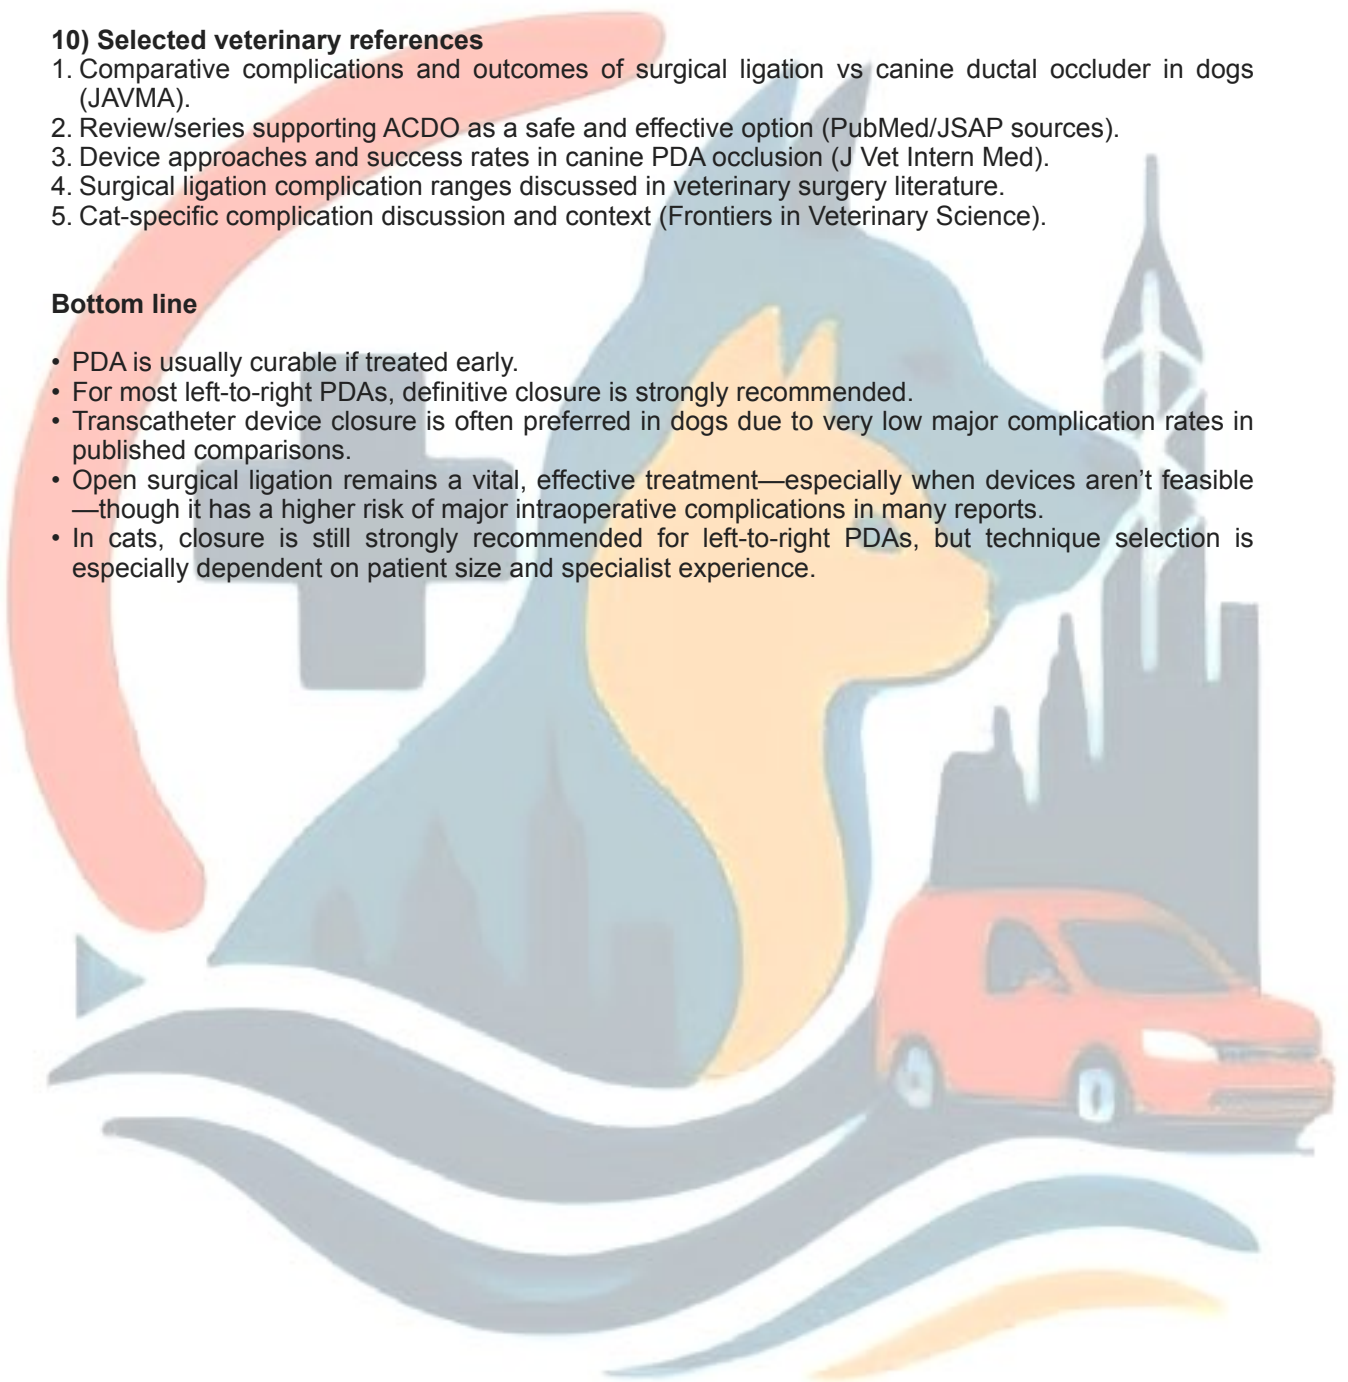 10) Selected veterinary references
1. Comparative complications and outcomes of surgical ligation vs canine ductal occluder in dogs
(JAVMA).
2. Review/series supporting ACDO as a safe and effective option (PubMed/JSAP sources).
3. Device approaches and success rates in canine PDA occlusion (J Vet Intern Med).
4. Surgical ligation complication ranges discussed in veterinary surgery literature.
5. Cat-specific complication discussion and context (Frontiers in Veterinary Science).
Bottom line
• PDA is usually curable if treated early.
• For most left-to-right PDAs, definitive closure is strongly recommended.
• Transcatheter device closure is often preferred in dogs due to very low major complication rates in
published comparisons.
• Open surgical ligation remains a vital, effective treatment—especially when devices aren’t feasible
—though it has a higher risk of major intraoperative complications in many reports.
• In cats, closure is still strongly recommended for left-to-right PDAs, but technique selection is
especially dependent on patient size and specialist experience.